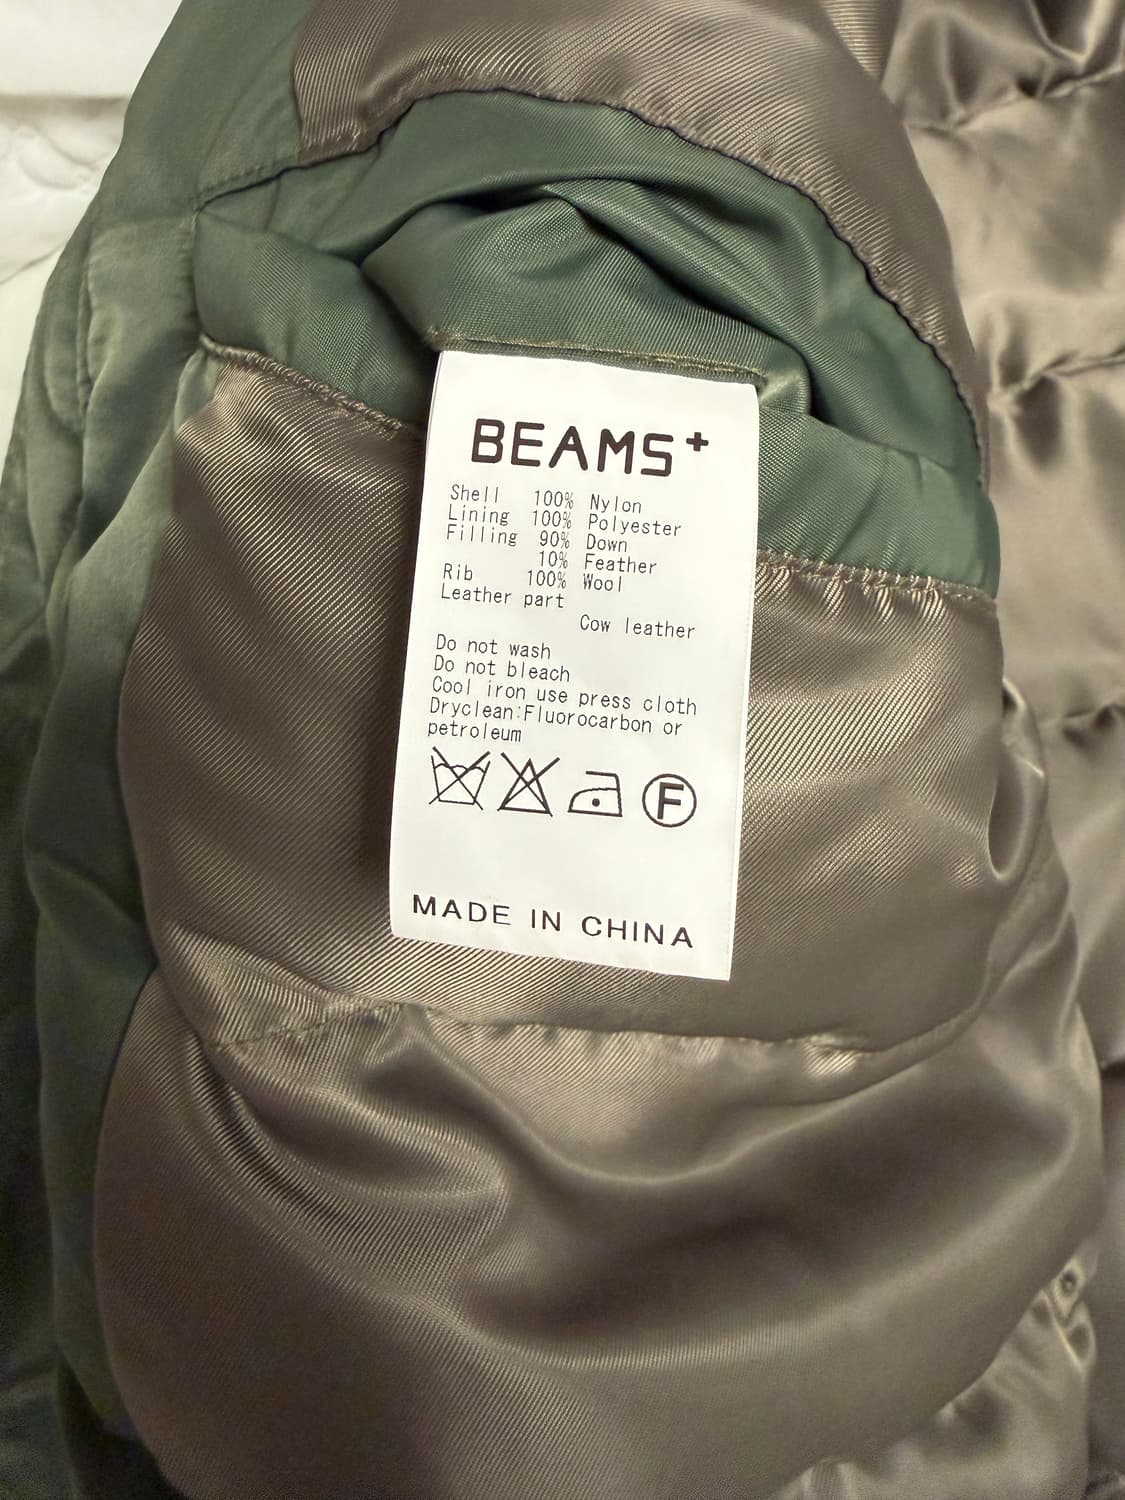 BEAMS+
Shell 100% Nylon
Lining 100% Polyester
Filling 90% Down
10% Feather
Rib 100% Wool
Leather part
Cow leather
Do not wash
Do not bleach
Cool iron use press cloth
Dryclean:Fluorocarbon or
petroleum
F
MADE IN CHINA